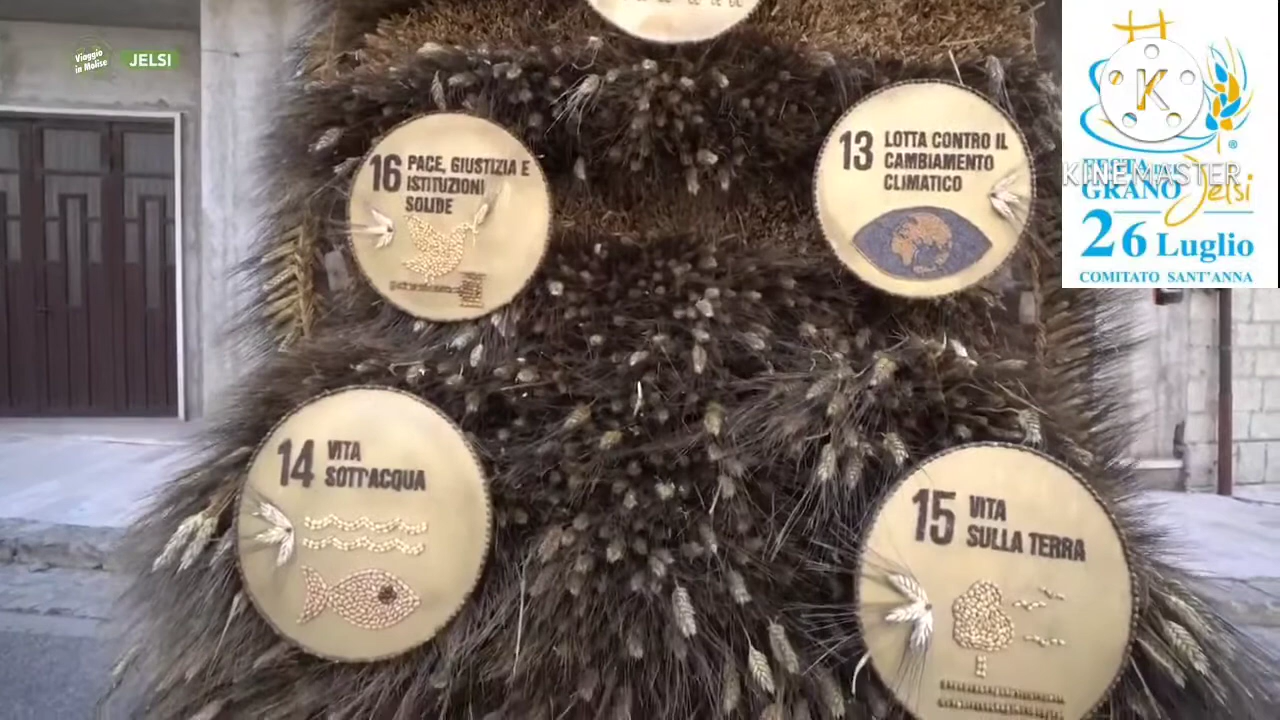 Viaggio
in Molise
JELSI
K
KINEMASTER
FESTA
GRANO
Jelsi
®
26 Luglio
COMITATO SANT'ANNA
16 PACE, GIUSTIZIA E
ISTITUZIONI
SOLIDE
13 LOTTA CONTRO IL
CAMBIAMENTO
CLIMATICO
14 VITA
SOTT'ACQUA
15 VITA
SULLA TERRA